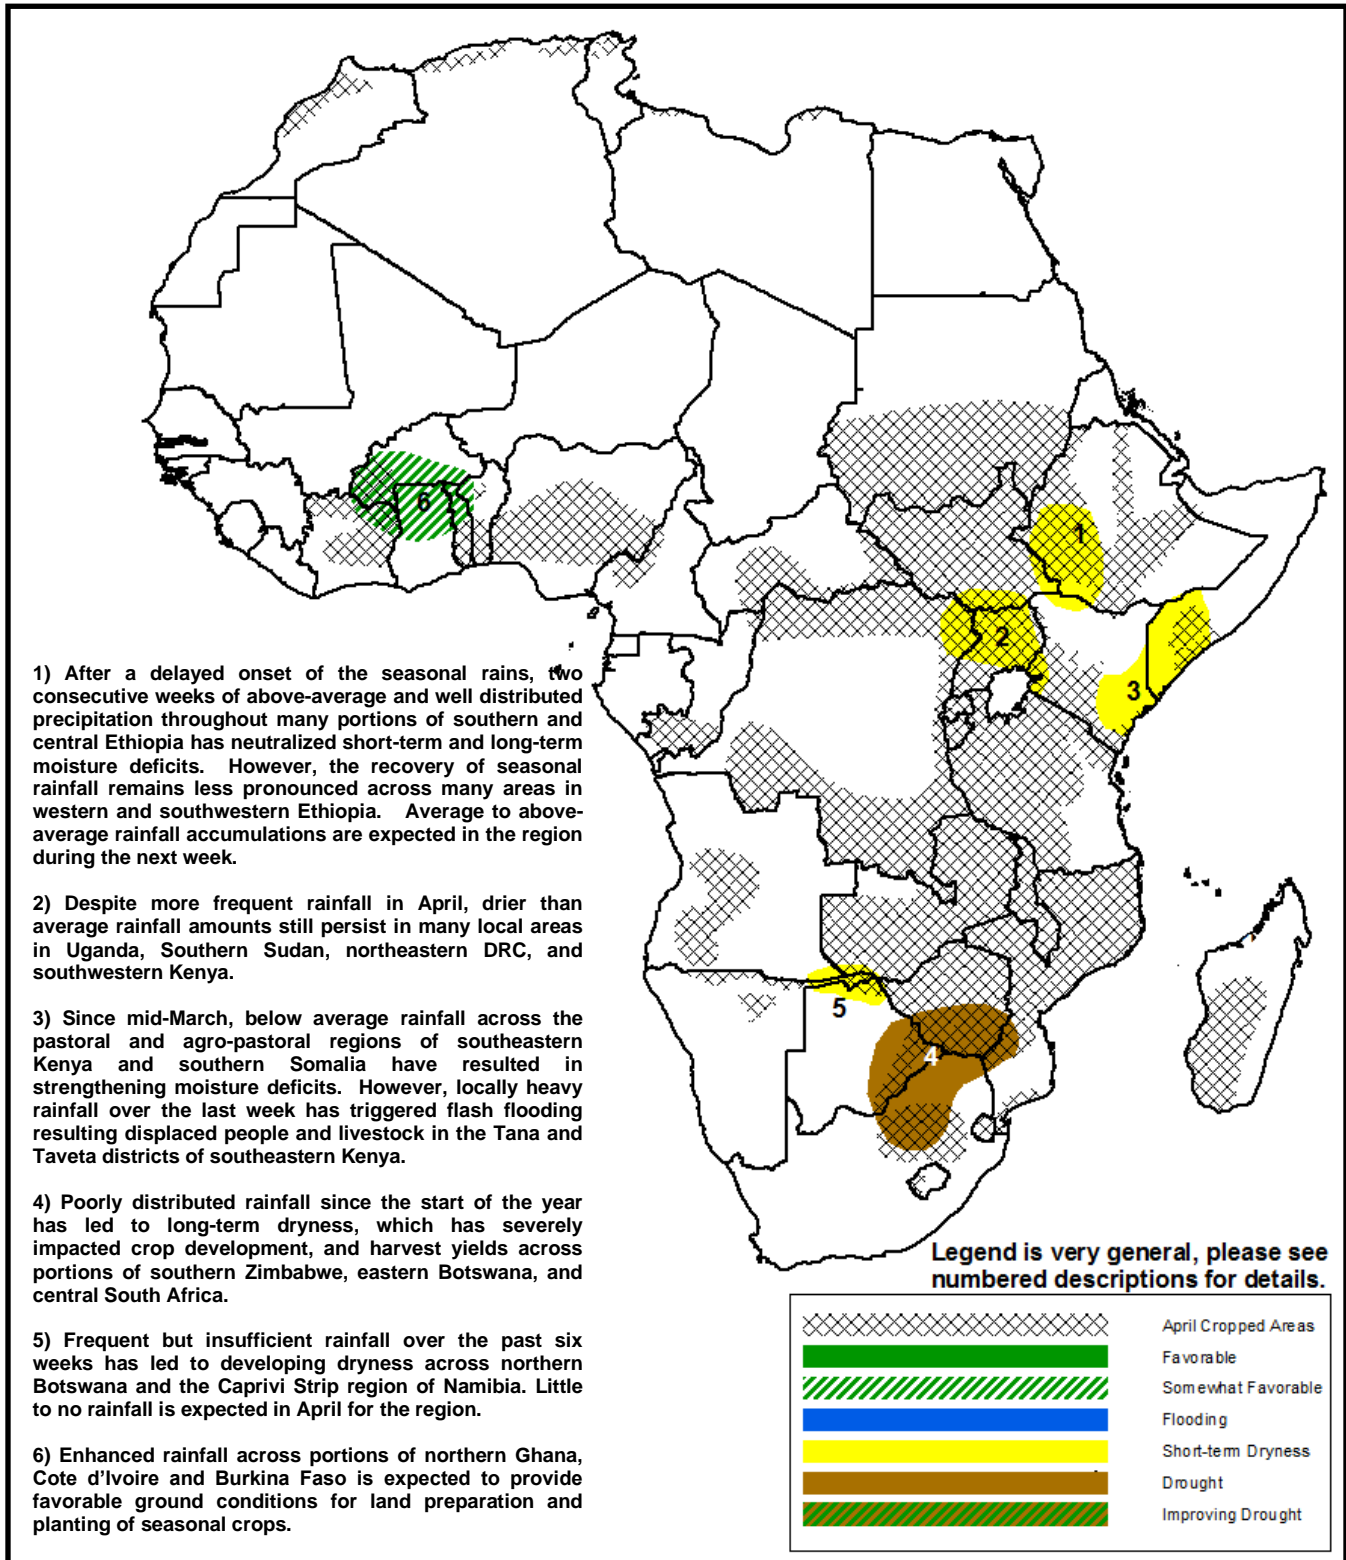 1) After a delayed onset of the seasonal rains, two
consecutive weeks of above-average and well distributed
precipitation throughout many portions of southern and
central Ethiopia has neutralized short-term and long-term
moisture deficits. However, the recovery of seasonal
rainfall remains less pronounced across many areas in
western and southwestern Ethiopia. Average to above-
average rainfall accumulations are expected in the region
during the next week.
2) Despite more frequent rainfall in April, drier than
average rainfall amounts still persist in many local areas
in Uganda, Southern Sudan, northeastern DRC, and
southwestern Kenya.
3) Since mid-March, below average rainfall across the
pastoral and agro-pastoral regions of southeastern
Kenya and southern Somalia have resulted in
strengthening moisture deficits. However, locally heavy
rainfall over the last week has triggered flash flooding
resulting displaced people and livestock in the Tana and
Taveta districts of southeastern Kenya.
4) Poorly distributed rainfall since the start of the year
has led to long-term dryness, which has severely
impacted crop development, and harvest yields across
portions of southern Zimbabwe, eastern Botswana, and
central South Africa.
5) Frequent but insufficient rainfall over the past six
weeks has led to developing dryness across northern
Botswana and the Caprivi Strip region of Namibia. Little
to no rainfall is expected in April for the region.
6) Enhanced rainfall across portions of northern Ghana,
Cote d'Ivoire and Burkina Faso is expected to provide
favorable ground conditions for land preparation and
planting of seasonal crops.
6
1
2
3
5
4
Legend is very general, please see
numbered descriptions for details.
April Cropped Areas
Favorable
Somewhat Favorable
Flooding
Short-term Dryness
Drought
Improving Drought